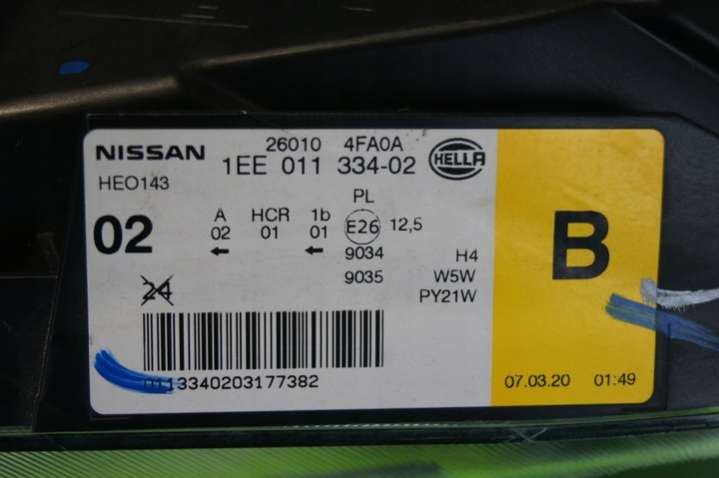 NISSAN 26010 4FA0A
1EE 011 334-02 HELLA
HEO143
PL
02 A HCR 1b E26 12,5
02 01 01
← ← 9034 H4
24 9035 W5W
PY21W
B
0113340203177382
07.03.20 01:49